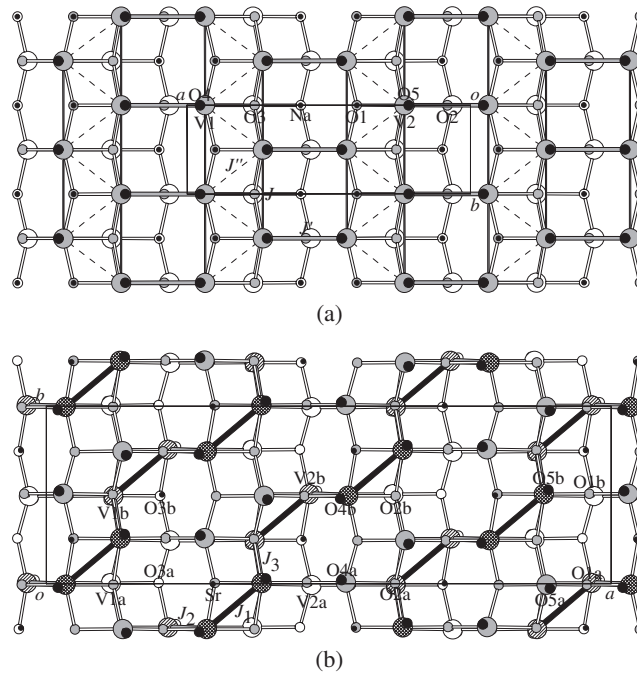 a O4 O5 o
V1 O3 Na O1 V2 O2
J''
J b
J'
(a)
b
V2b O5b O1b
V1b O3b O4b O2b
O3a J3 O4a O1a
o V1a Sr V2a O2a O5a a
J2 J1
(b)